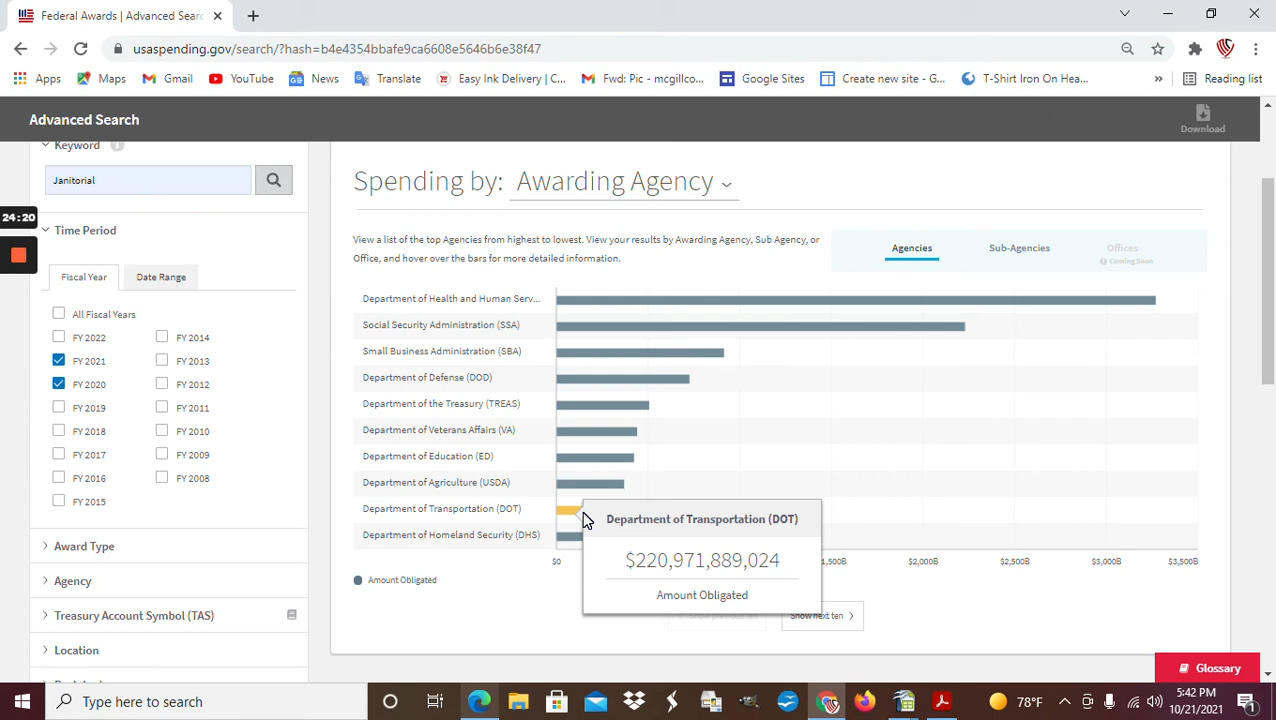 Federal Awards | Advanced Searc
usaspending.gov/search/?hash=b4e4354bbafe9ca6608e5646b6e38f47
Apps
Maps
Gmail
YouTube
News
Translate
Easy Ink Delivery | C...
Fwd: Pic - mcgillco...
Google Sites
Create new site - G...
T-Shirt Iron On Hea...
»
Reading list
Advanced Search
Download
Keyword
Janitorial
24:20
Time Period
Fiscal Year
Date Range
All Fiscal Years
FY 2022
FY 2014
FY 2021
FY 2013
FY 2020
FY 2012
FY 2019
FY 2011
FY 2018
FY 2010
FY 2017
FY 2009
FY 2016
FY 2008
FY 2015
Award Type
Agency
Treasury Account Symbol (TAS)
Location
Spending by: Awarding Agency
View a list of the top Agencies from highest to lowest. View your results by Awarding Agency, Sub Agency, or
Office, and hover over the bars for more detailed information.
Agencies
Sub-Agencies
Offices
Coming Soon
Department of Health and Human Serv...
Social Security Administration (SSA)
Small Business Administration (SBA)
Department of Defense (DOD)
Department of the Treasury (TREAS)
Department of Veterans Affairs (VA)
Department of Education (ED)
Department of Agriculture (USDA)
Department of Transportation (DOT)
Department of Homeland Security (DHS)
Department of Transportation (DOT)
$220,971,889,024
Amount Obligated
$0
,500B
$2,000B
$2,500B
$3,000B
$3,500B
Amount Obligated
Show next ten
Glossary
Type here to search
78°F
5:42 PM
10/21/2021
1